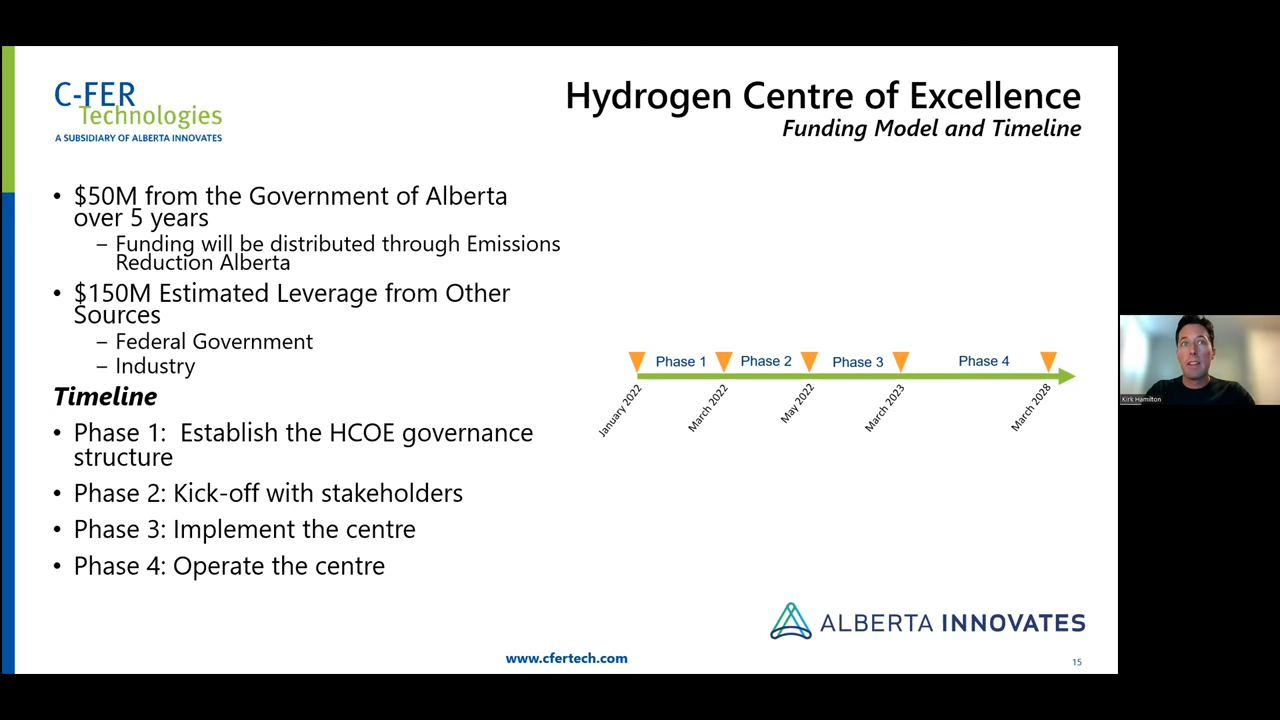 C-FER
Technologies
A SUBSIDIARY OF ALBERTA INNOVATES
Hydrogen Centre of Excellence
Funding Model and Timeline
• $50M from the Government of Alberta
over 5 years
– Funding will be distributed through Emissions
Reduction Alberta
• $150M Estimated Leverage from Other
Sources
– Federal Government
– Industry
Timeline
• Phase 1:  Establish the HCOE governance
structure
• Phase 2: Kick-off with stakeholders
• Phase 3: Implement the centre
• Phase 4: Operate the centre
Phase 1 Phase 2 Phase 3 Phase 4
January 2022 March 2022 May 2022 March 2023 March 2028
Kirk Hamilton
ALBERTA INNOVATES
www.cfertech.com
15